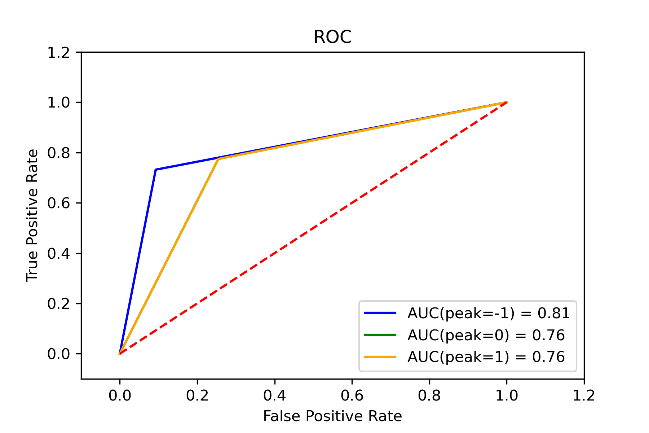 ROC
True Positive Rate
1.2
1.0
0.8
0.6
0.4
0.2
0.0
AUC(peak=-1) = 0.81
AUC(peak=0) = 0.76
AUC(peak=1) = 0.76
0.0 0.2 0.4 0.6 0.8 1.0 1.2
False Positive Rate